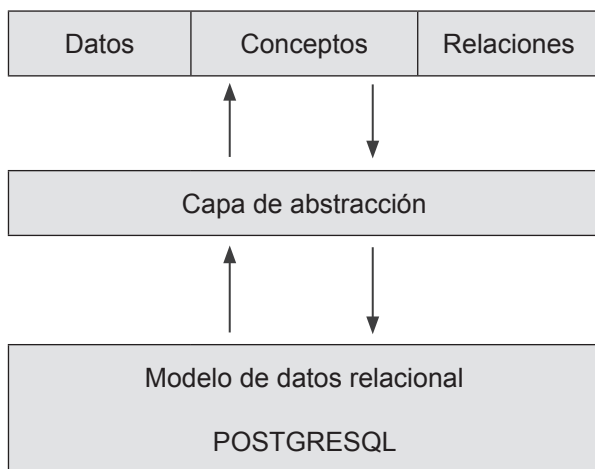 Datos Conceptos Relaciones
Capa de abstracción
Modelo de datos relacional
POSTGRESQL